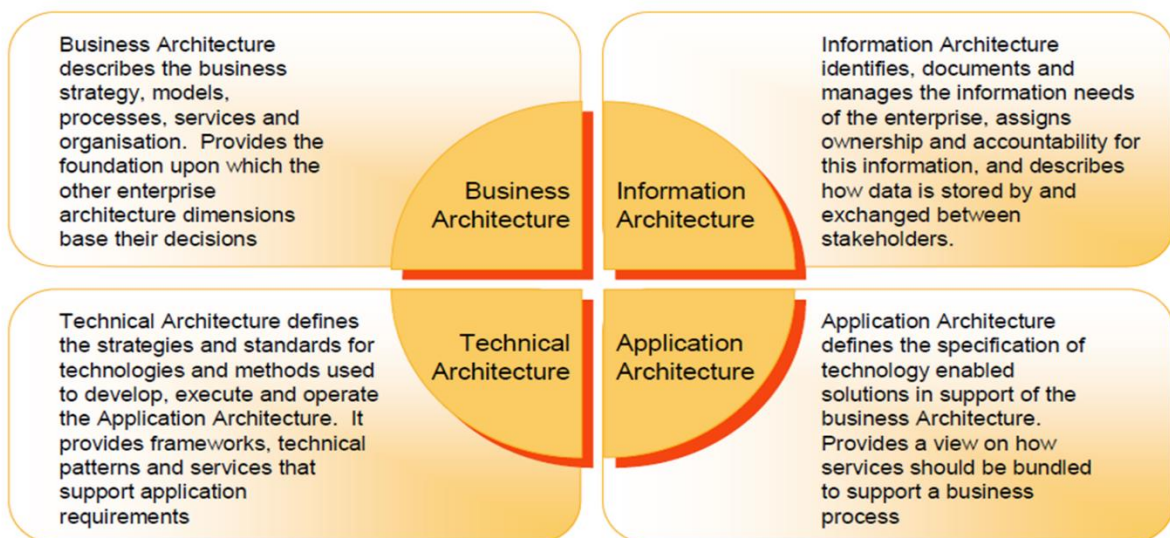 Business Architecture
describes the business
strategy, models,
processes, services and
organisation. Provides the
foundation upon which the
other enterprise
architecture dimensions
base their decisions
Business
Architecture
Information
Architecture
Information Architecture
identifies, documents and
manages the information needs
of the enterprise, assigns
ownership and accountability for
this information, and describes
how data is stored by and
exchanged between
stakeholders.
Technical Architecture defines
the strategies and standards for
technologies and methods used
to develop, execute and operate
the Application Architecture. It
provides frameworks, technical
patterns and services that
support application
requirements
Technical
Architecture
Application
Architecture
Application Architecture
defines the specification of
technology enabled
solutions in support of the
business Architecture.
Provides a view on how
services should be bundled
to support a business
process